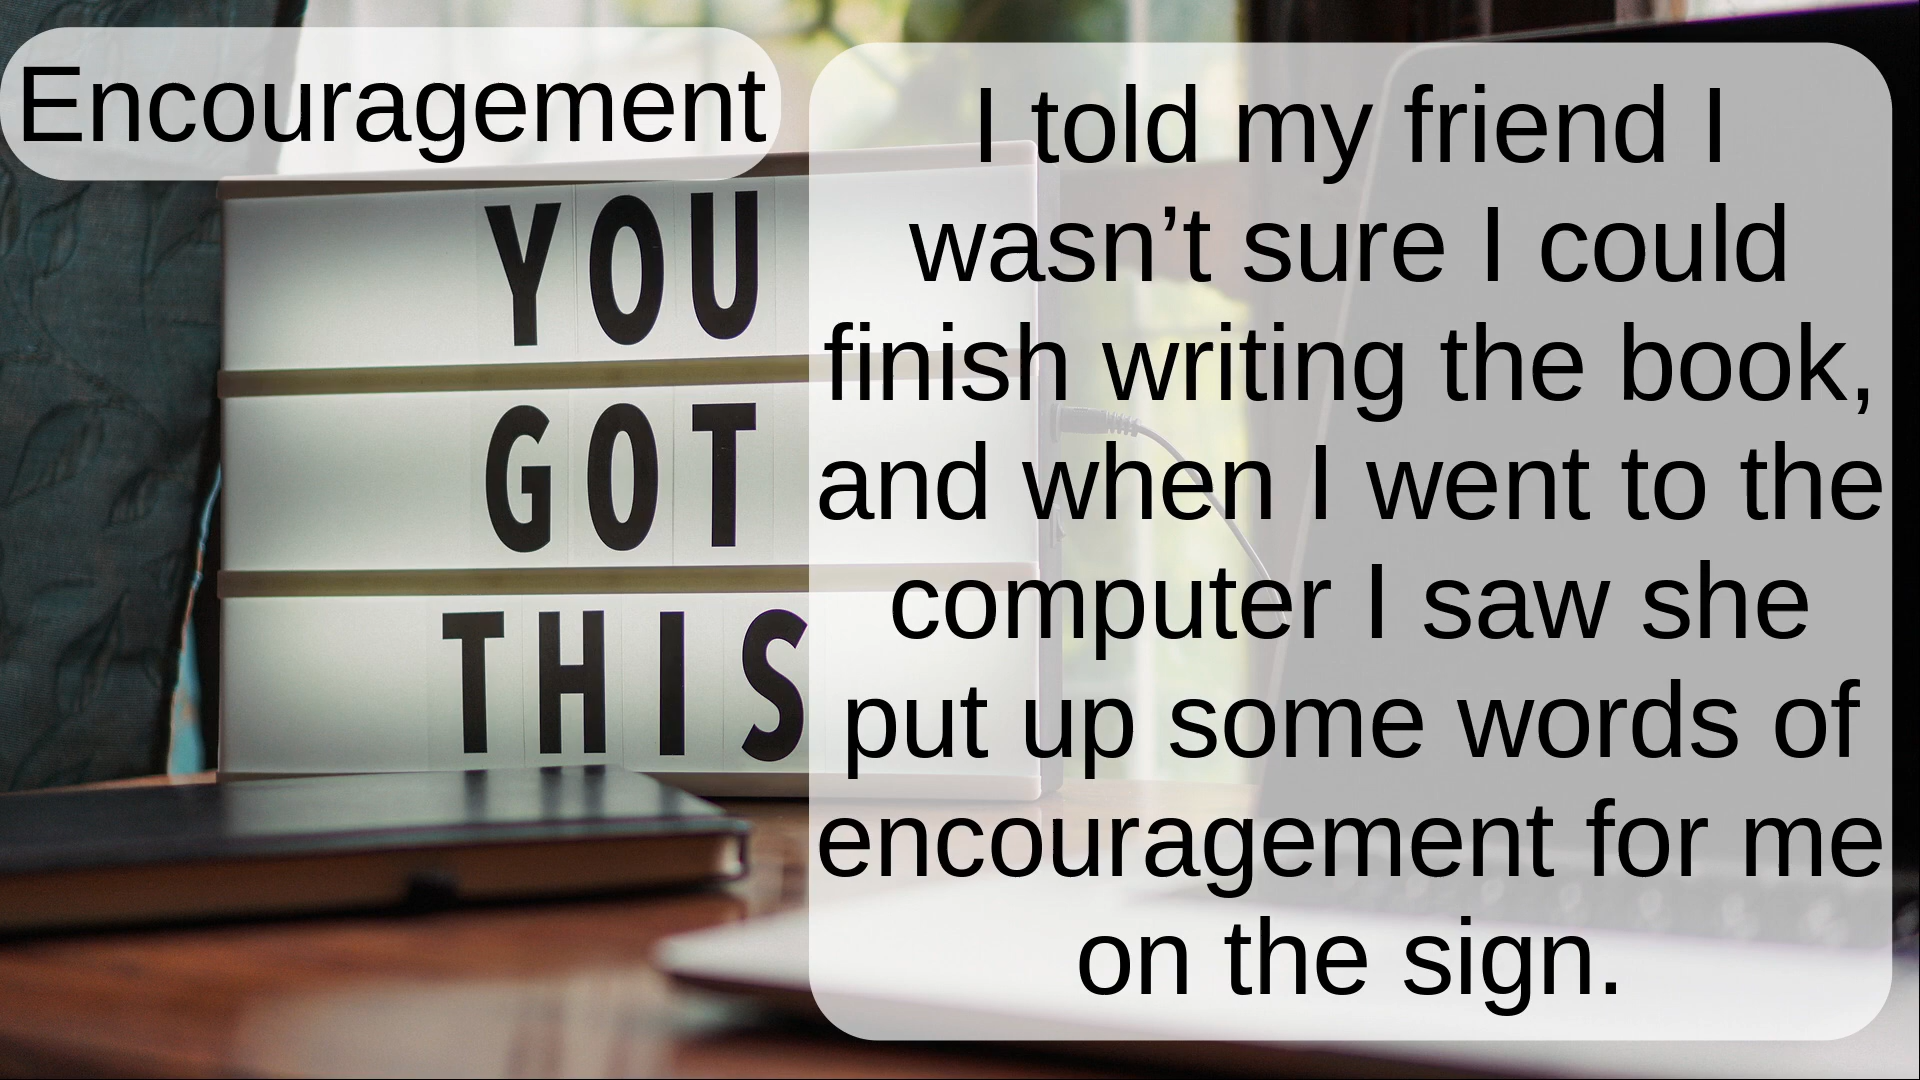 Encouragement
YOU
GOT
THIS
I told my friend I
wasn’t sure I could
finish writing the book,
and when I went to the
computer I saw she
put up some words of
encouragement for me
on the sign.